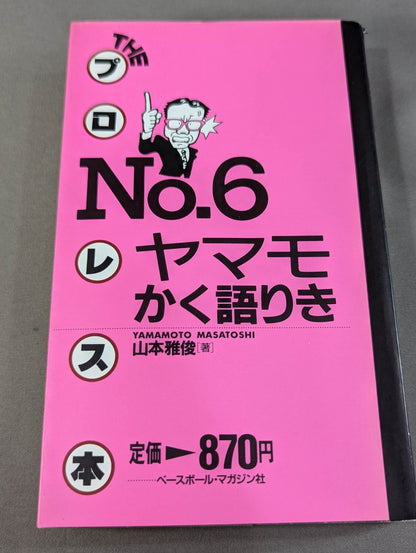 THE
プロレス本
No.6
ヤマモ
かく語りき
YAMAMOTO MASATOSHI
山本雅俊[著]
定価 870円
ベースボール・マガジン社